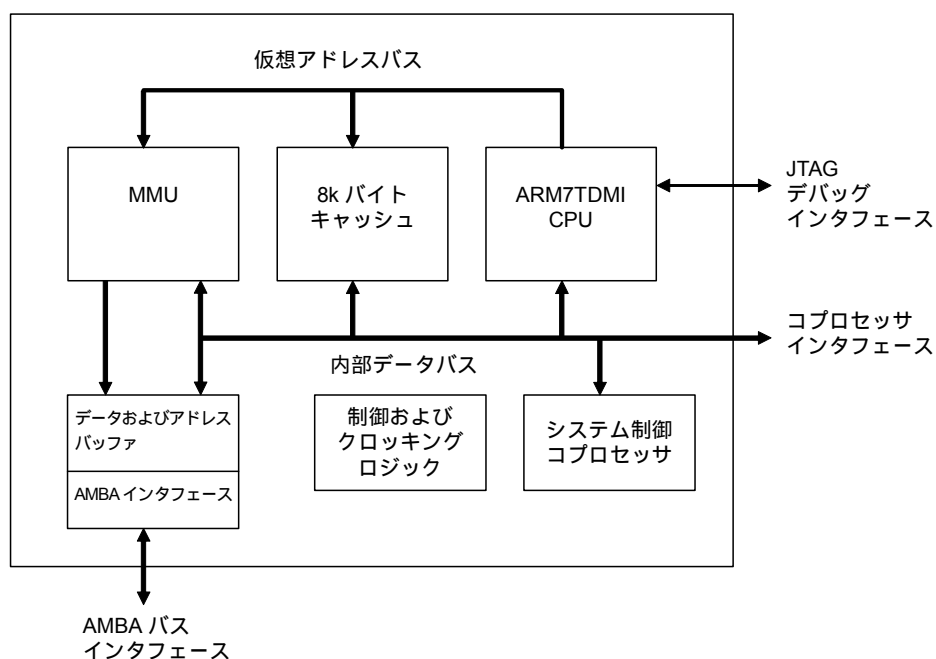 仮想アドレスバス
MMU
8k バイト
キャッシュ
ARM7TDMI
CPU
JTAG
デバッグ
インタフェース
コプロセッサ
インタフェース
内部データバス
データおよびアドレス
バッファ
AMBA インタフェース
制御および
クロッキング
ロジック
システム制御
コプロセッサ
AMBA バス
インタフェース